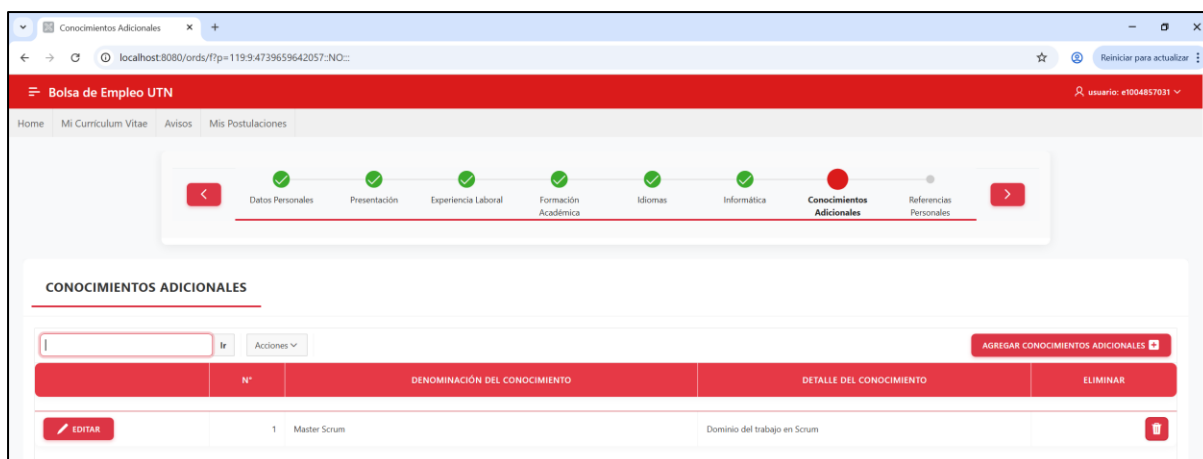 Conocimientos Adicionales
localhost:8080/ords/f?p=119:9:4739659642057::NO:::
Reiniciar para actualizar
Bolsa de Empleo UTN
usuario: e1004857031
Home Mi Curriculum Vitae Avisos Mis Postulaciones
Datos Personales Presentación Experiencia Laboral Formación Idiomas Informática Conocimientos Referencias
Académica Adicionales Personales
CONOCIMIENTOS ADICIONALES
Ir Acciones AGREGAR CONOCIMIENTOS ADICIONALES
N° DENOMINACIÓN DEL CONOCIMIENTO DETALLE DEL CONOCIMIENTO ELIMINAR
EDITAR 1 Master Scrum Dominio del trabajo en Scrum